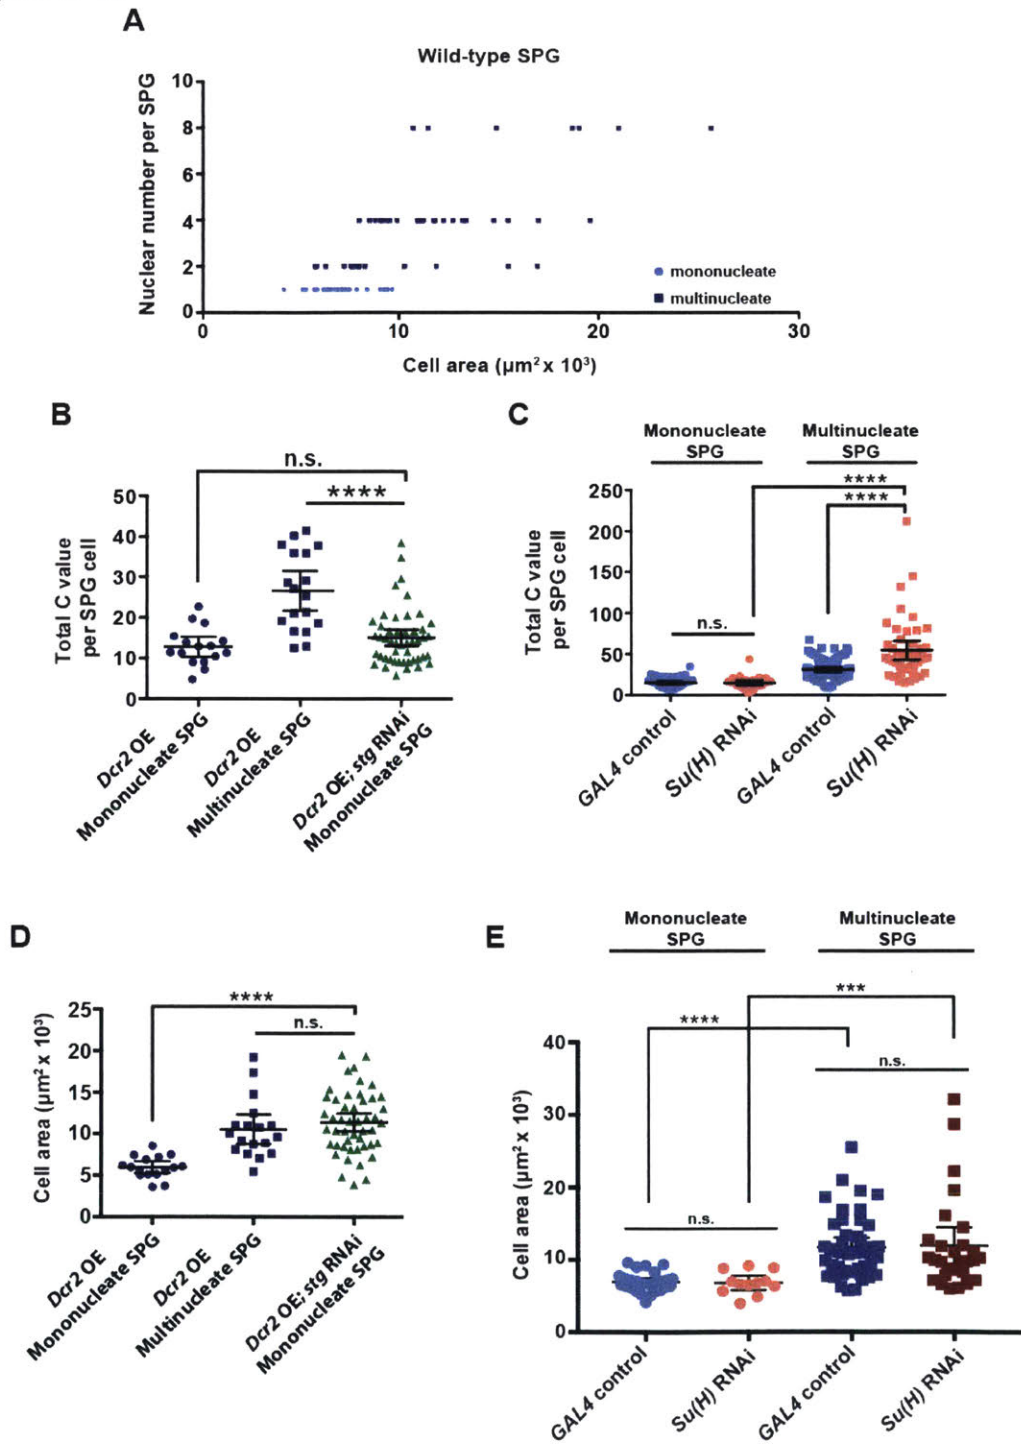 A
Wild-type SPG
Nuclear number per SPG
10
8
6
4
2
0
0 10 20 30
mononucleate
multinucleate
Cell area (µm² x 10³)
B
n.s.
****
Total C value
per SPG cell
50
40
30
20
10
0
Dcr2 OE
Mononucleate SPG
Dcr2 OE
Multinucleate SPG
Dcr2 OE; stg RNAi
Mononucleate SPG
C
Mononucleate
SPG
Multinucleate
SPG
****
****
n.s.
Total C value
per SPG cell
250
200
150
100
50
0
GAL4 control
Su(H) RNAi
GAL4 control
Su(H) RNAi
D
****
n.s.
Cell area (µm² x 10³)
25
20
15
10
5
0
Dcr2 OE
Mononucleate SPG
Dcr2 OE
Multinucleate SPG
Dcr2 OE; stg RNAi
Mononucleate SPG
E
Mononucleate
SPG
Multinucleate
SPG
***
****
n.s.
n.s.
Cell area (µm² x 10³)
40
30
20
10
0
GAL4 control
Su(H) RNAi
GAL4 control
Su(H) RNAi